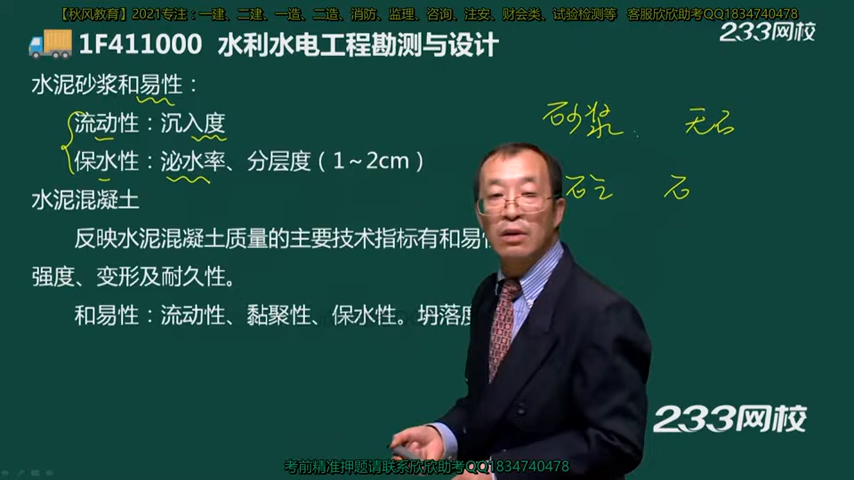 【秋风教育】2021专注：一建、二建、一造、二造、消防、监理、咨询、注安、财会类、试验检测等 客服欣欣助考QQ1834740478
233网校
1F411000 水利水电工程勘测与设计
水泥砂浆和易性：
流动性：沉入度
保水性：泌水率、分层度（1～2cm）
砂浆： 无石
砼 石
水泥混凝土
反映水泥混凝土质量的主要技术指标有和易
强度、变形及耐久性。
和易性：流动性、黏聚性、保水性。坍落度
233网校
考前精准押题请联系欣欣助考QQ1834740478